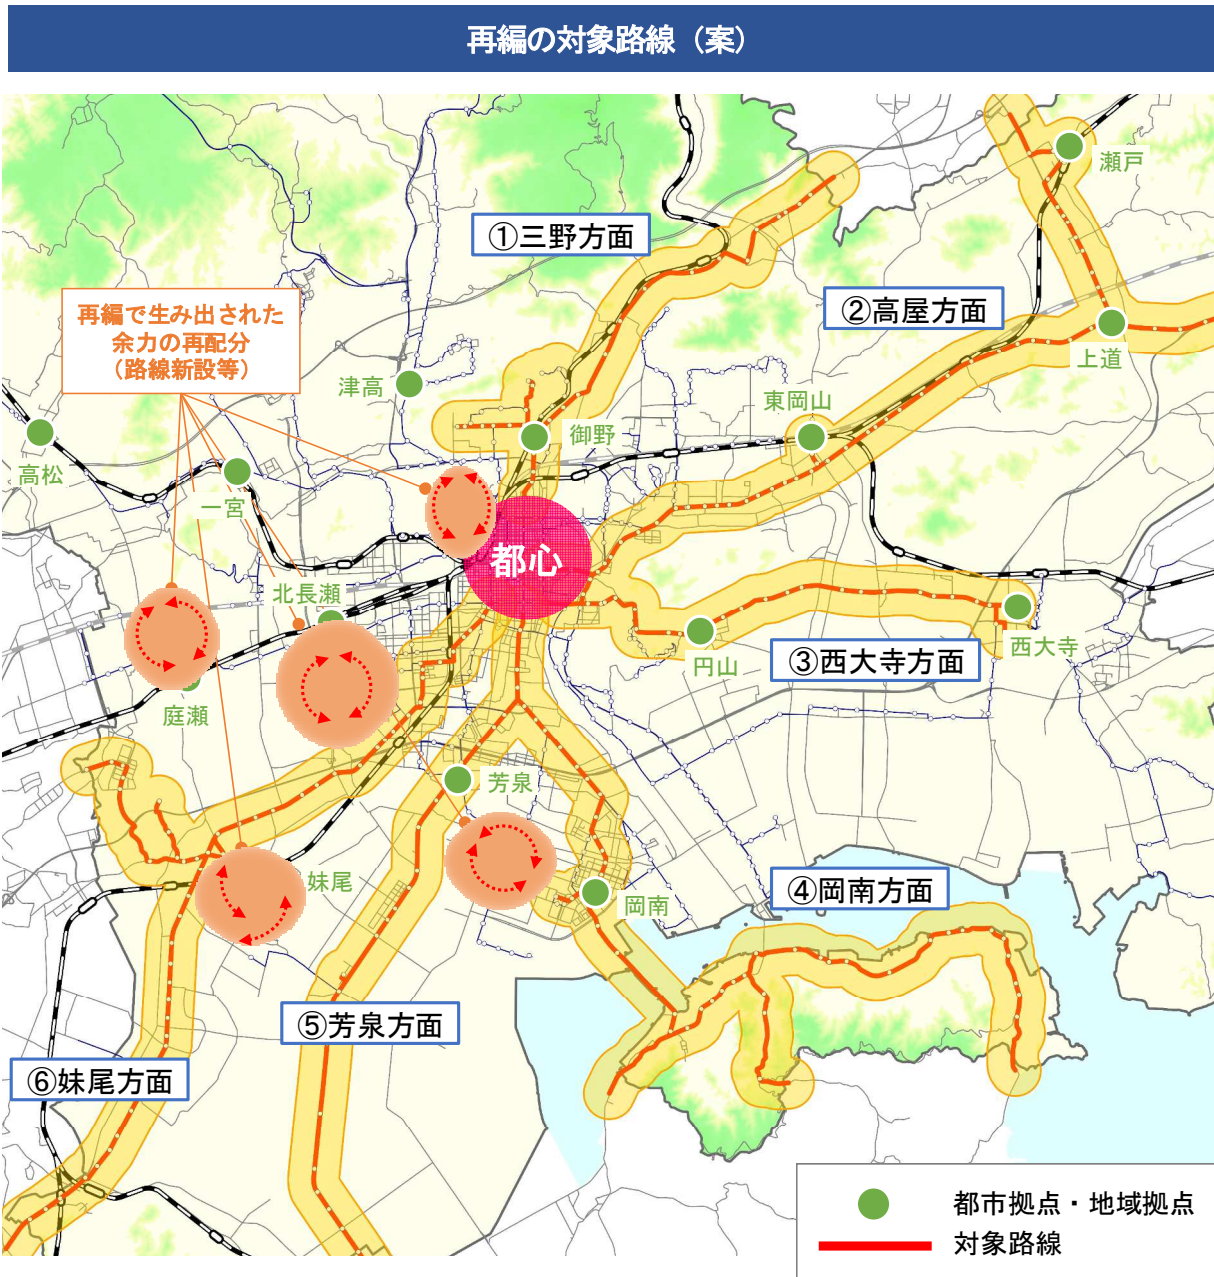 再編の対象路線（案）
瀬戸
①三野方面
②高屋方面
再編で生み出された
余力の再配分
（路線新設等）
上道
津高
東岡山
御野
高松
一宮
都心
北長瀬
西大寺
円山
③西大寺方面
庭瀬
芳泉
妹尾
④岡南方面
岡南
⑤芳泉方面
⑥妹尾方面
都市拠点・地域拠点
対象路線